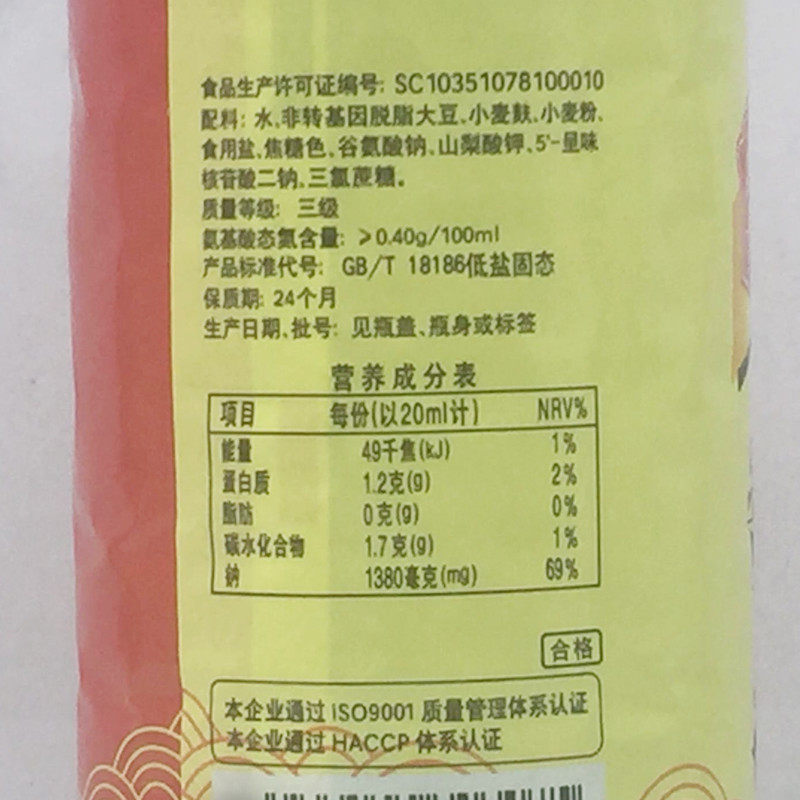 食品生产许可证编号: SC10351078100010
配料: 水、非转基因脱脂大豆、小麦麸、小麦粉、
食用盐、焦糖色、谷氨酸钠、山梨酸钾、5'-呈味
核苷酸二钠、三氯蔗糖。
质量等级: 三级
氨基酸态氮含量: ≥0.40g/100ml
产品标准代号: GB/T 18186低盐固态
保质期: 24个月
生产日期、批号: 见瓶盖、瓶身或标签
营养成分表
项目 每份(以20ml计) NRV%
能量 49千焦(kJ) 1%
蛋白质 1.2克(g) 2%
脂肪 0克(g) 0%
碳水化合物 1.7克(g) 1%
钠 1380毫克(mg) 69%
合格
本企业通过 ISO9001 质量管理体系认证
本企业通过 HACCP 体系认证